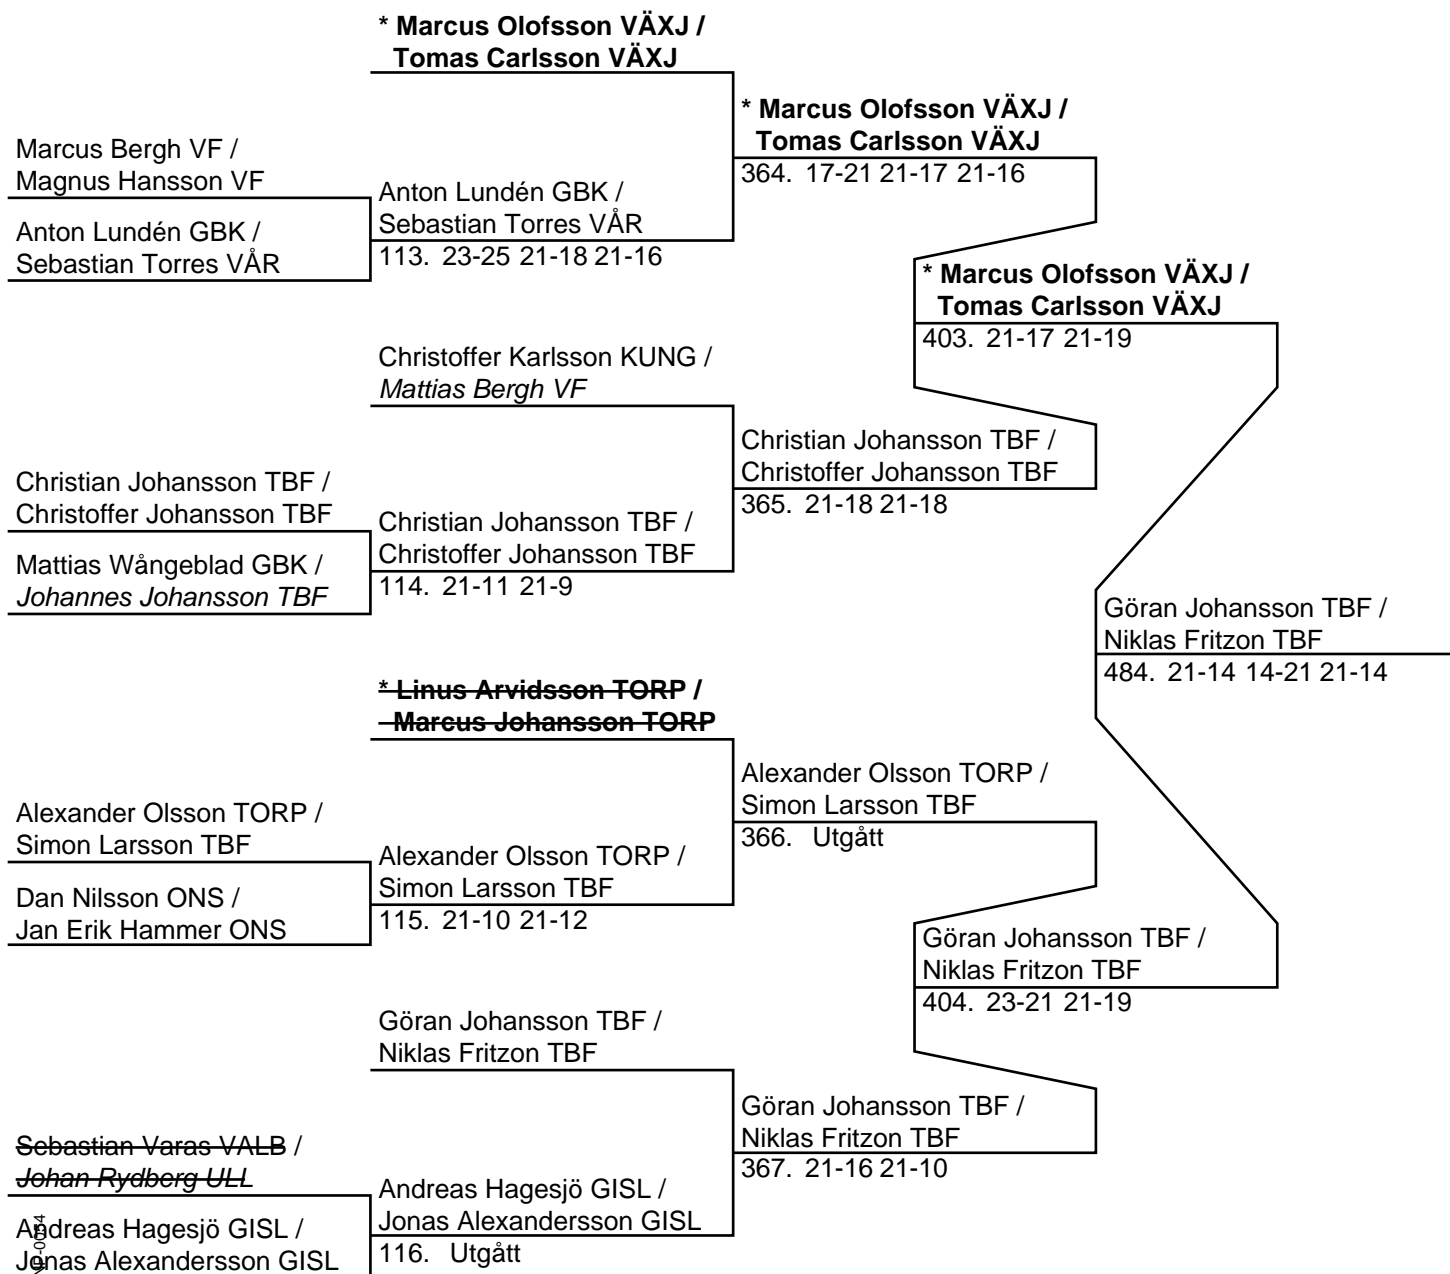 * Marcus Olofsson VÄXJ /
Tomas Carlsson VÄXJ
* Marcus Olofsson VÄXJ /
Tomas Carlsson VÄXJ
364. 17-21 21-17 21-16
Marcus Bergh VF /
Magnus Hansson VF
Anton Lundén GBK /
Sebastian Torres VÅR
Anton Lundén GBK /
Sebastian Torres VÅR
113. 23-25 21-18 21-16
* Marcus Olofsson VÄXJ /
Tomas Carlsson VÄXJ
403. 21-17 21-19
Christoffer Karlsson KUNG /
Mattias Bergh VF
Christian Johansson TBF /
Christoffer Johansson TBF
365. 21-18 21-18
Christian Johansson TBF /
Christoffer Johansson TBF
Mattias Wångeblad GBK /
Johannes Johansson TBF
Christian Johansson TBF /
Christoffer Johansson TBF
114. 21-11 21-9
Göran Johansson TBF /
Niklas Fritzon TBF
484. 21-14 14-21 21-14
* Linus Arvidsson TORP /
Marcus Johansson TORP
Alexander Olsson TORP /
Simon Larsson TBF
366. Utgått
Alexander Olsson TORP /
Simon Larsson TBF
Dan Nilsson ONS /
Jan Erik Hammer ONS
Alexander Olsson TORP /
Simon Larsson TBF
115. 21-10 21-12
Göran Johansson TBF /
Niklas Fritzon TBF
404. 23-21 21-19
Göran Johansson TBF /
Niklas Fritzon TBF
Göran Johansson TBF /
Niklas Fritzon TBF
367. 21-16 21-10
Sebastian Varas VALB /
Johan Rydberg ULL
Andreas Hagesjö GISL /
Jonas Alexandersson GISL
Andreas Hagesjö GISL /
Jonas Alexandersson GISL
116. Utgått